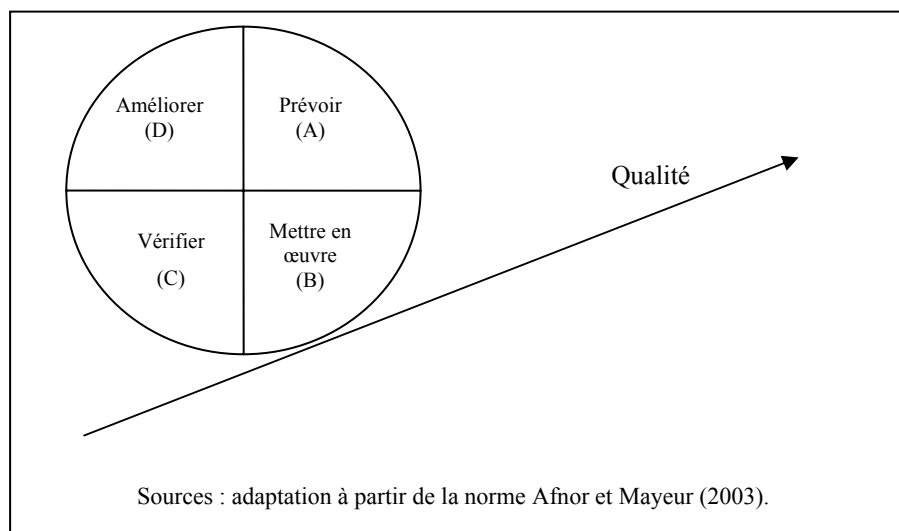 Améliorer
(D)
Prévoir
(A)
Qualité
Vérifier
(C)
Mettre en
œuvre
(B)
Sources : adaptation à partir de la norme Afnor et Mayeur (2003).